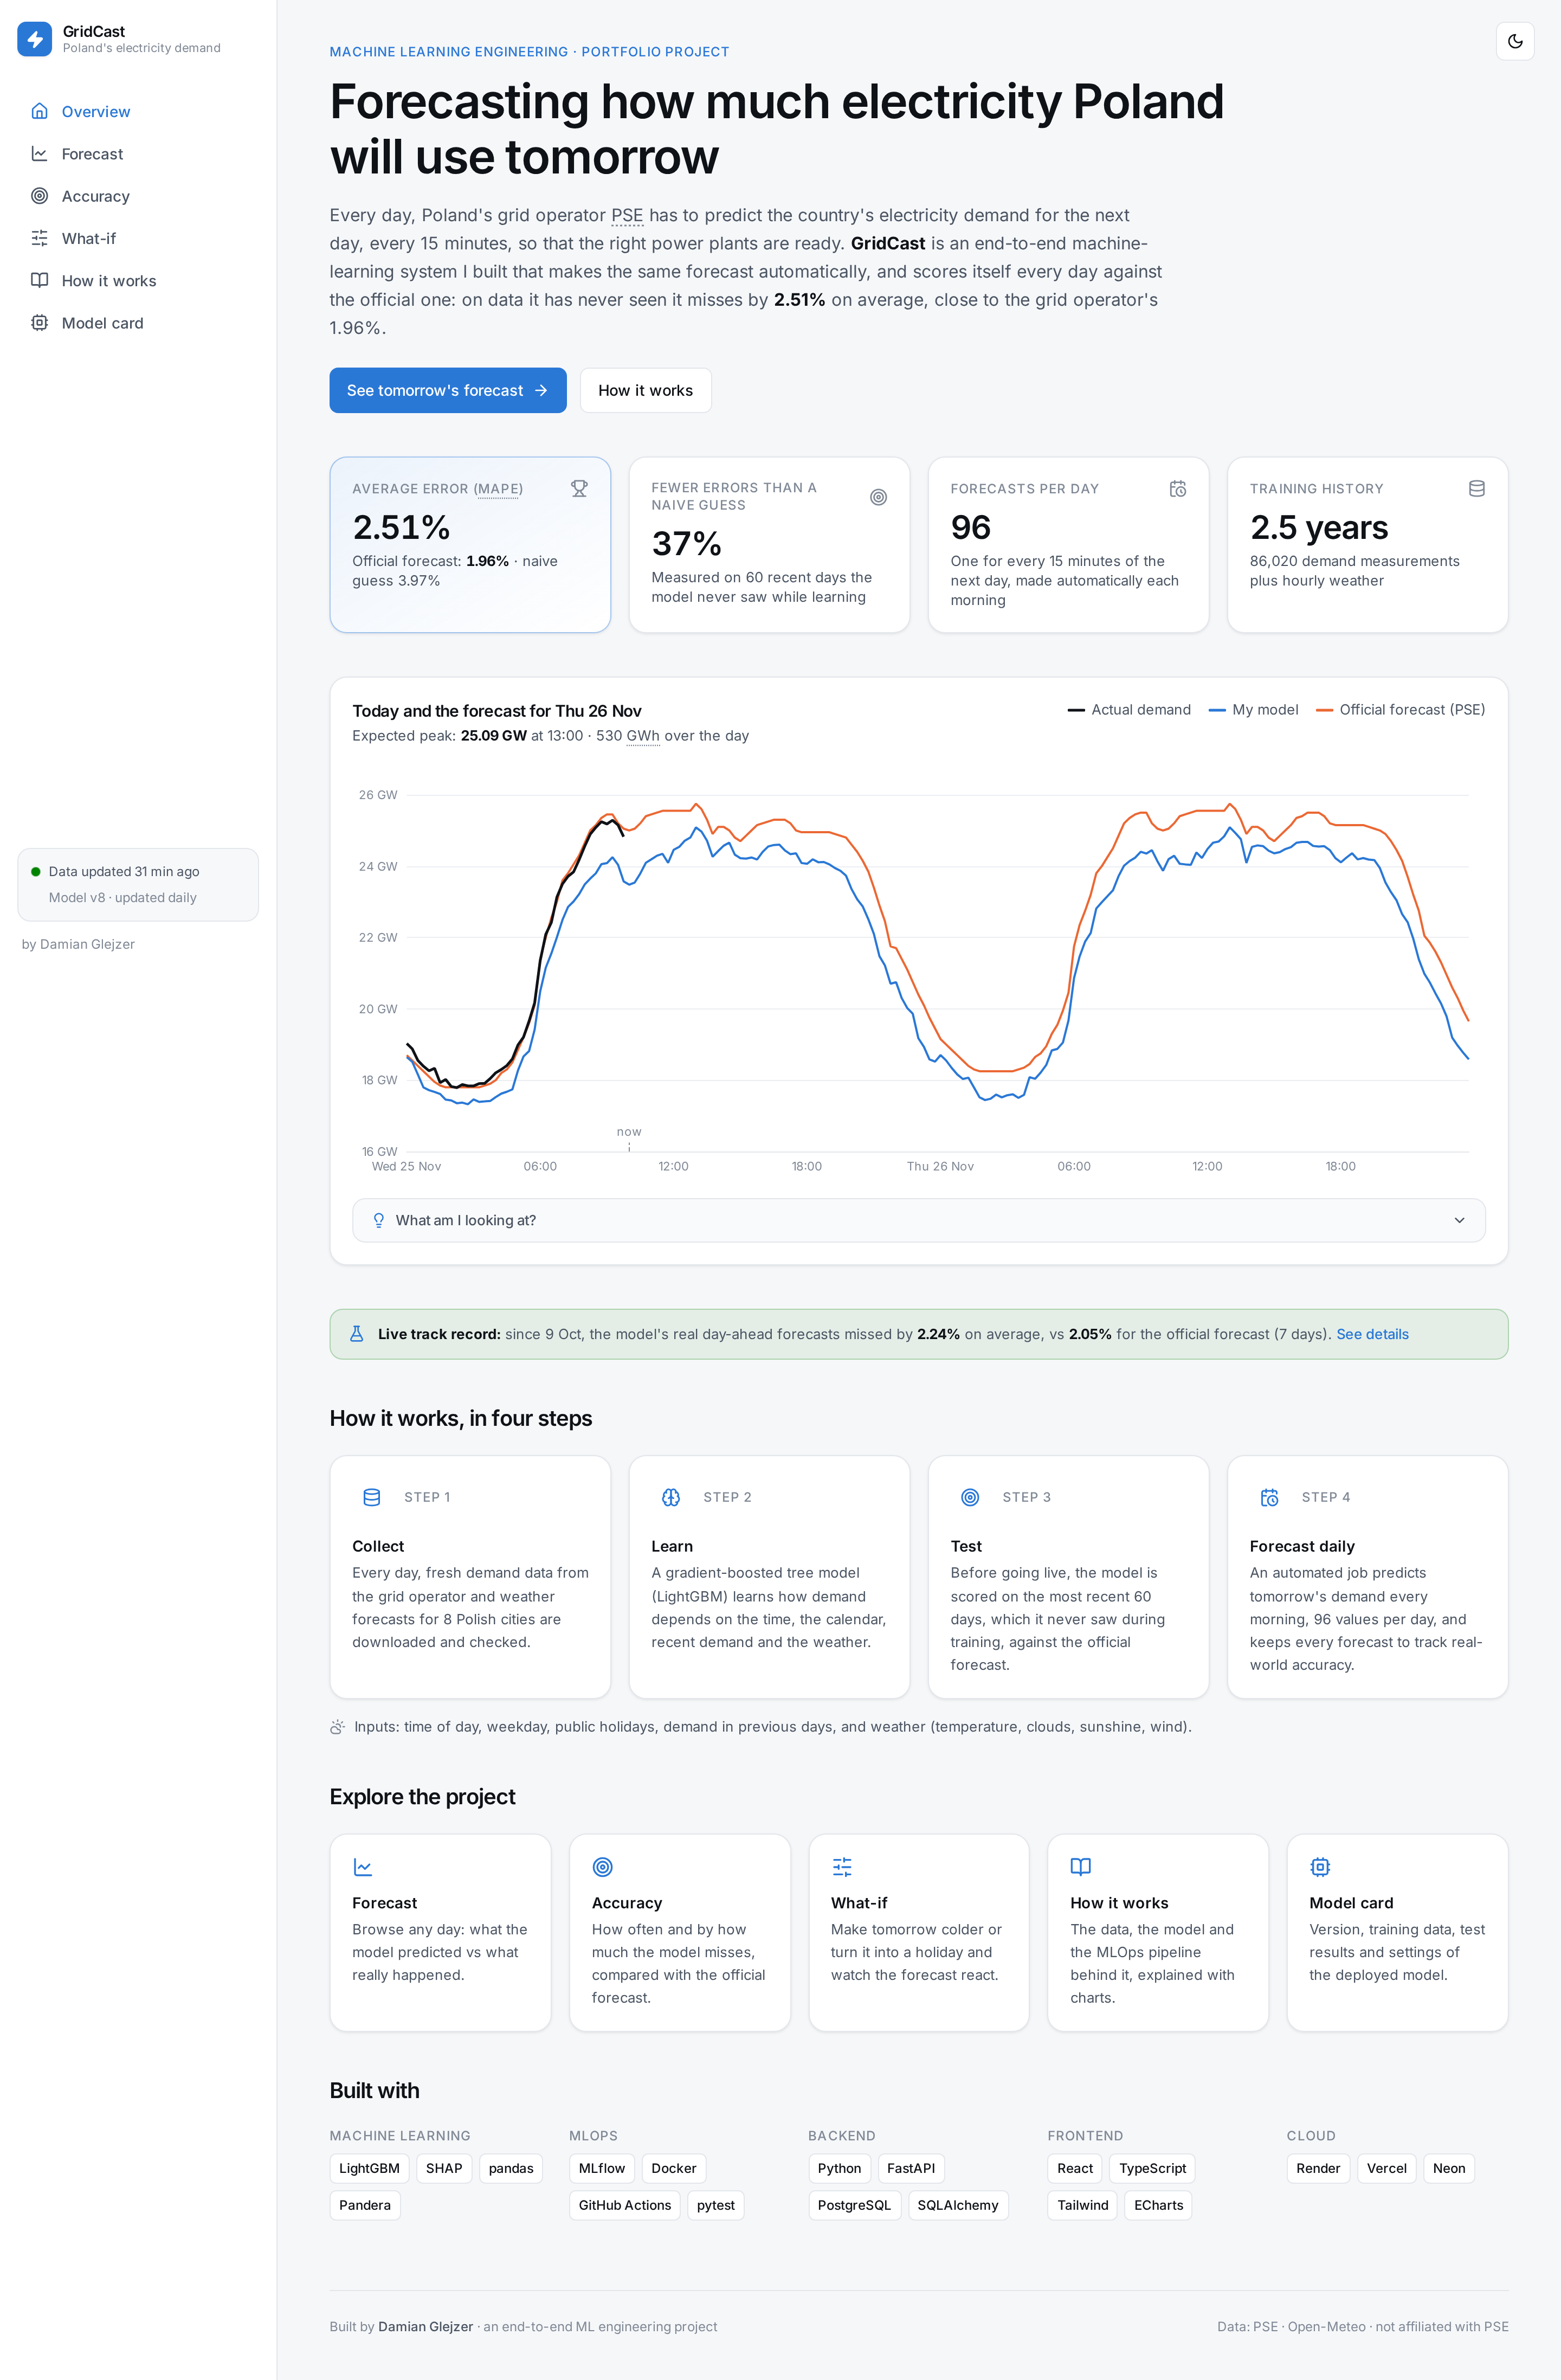 GridCast
Poland's electricity demand
Overview
Forecast
Accuracy
What-if
How it works
Model card
Data updated 31 min ago
Model v8 · updated daily
by Damian Glejzer
MACHINE LEARNING ENGINEERING · PORTFOLIO PROJECT
Forecasting how much electricity Poland
will use tomorrow
Every day, Poland's grid operator PSE has to predict the country's electricity demand for the next
day, every 15 minutes, so that the right power plants are ready. GridCast is an end-to-end machine-
learning system I built that makes the same forecast automatically, and scores itself every day against
the official one: on data it has never seen it misses by 2.51% on average, close to the grid operator's
1.96%.
See tomorrow's forecast
How it works
AVERAGE ERROR (MAPE)
2.51%
Official forecast: 1.96% · naive
guess 3.97%
FEWER ERRORS THAN A
NAIVE GUESS
37%
Measured on 60 recent days the
model never saw while learning
FORECASTS PER DAY
96
One for every 15 minutes of the
next day, made automatically each
morning
TRAINING HISTORY
2.5 years
86,020 demand measurements
plus hourly weather
Today and the forecast for Thu 26 Nov
Expected peak: 25.09 GW at 13:00 · 530 GWh over the day
Actual demand
My model
Official forecast (PSE)
26 GW
24 GW
22 GW
20 GW
18 GW
16 GW
now
Wed 25 Nov
06:00
12:00
18:00
Thu 26 Nov
06:00
12:00
18:00
What am I looking at?
Live track record: since 9 Oct, the model's real day-ahead forecasts missed by 2.24% on average, vs 2.05% for the official forecast (7 days). See details
How it works, in four steps
STEP 1
Collect
Every day, fresh demand data from
the grid operator and weather
forecasts for 8 Polish cities are
downloaded and checked.
STEP 2
Learn
A gradient-boosted tree model
(LightGBM) learns how demand
depends on the time, the calendar,
recent demand and the weather.
STEP 3
Test
Before going live, the model is
scored on the most recent 60
days, which it never saw during
training, against the official
forecast.
STEP 4
Forecast daily
An automated job predicts
tomorrow's demand every
morning, 96 values per day, and
keeps every forecast to track real-
world accuracy.
Inputs: time of day, weekday, public holidays, demand in previous days, and weather (temperature, clouds, sunshine, wind).
Explore the project
Forecast
Browse any day: what the
model predicted vs what
really happened.
Accuracy
How often and by how
much the model misses,
compared with the official
forecast.
What-if
Make tomorrow colder or
turn it into a holiday and
watch the forecast react.
How it works
The data, the model and
the MLOps pipeline
behind it, explained with
charts.
Model card
Version, training data, test
results and settings of
the deployed model.
Built with
MACHINE LEARNING
LightGBM
SHAP
pandas
Pandera
MLOPS
MLflow
Docker
GitHub Actions
pytest
BACKEND
Python
FastAPI
PostgreSQL
SQLAlchemy
FRONTEND
React
TypeScript
Tailwind
ECharts
CLOUD
Render
Vercel
Neon
Built by Damian Glejzer · an end-to-end ML engineering project
Data: PSE · Open-Meteo · not affiliated with PSE